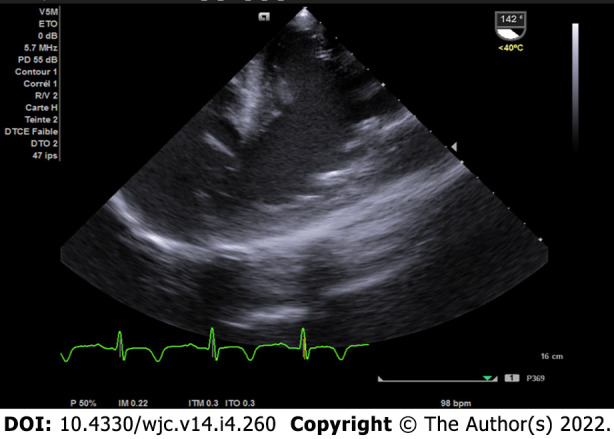 V5M
ETO
0 dB
5.7 MHz
PD 55 dB
Contour 1
Corrél 1
R/V 2
Carte H
Teinte 2
DTCE Faible
DTO 2
47 ips
142 °
<40°C
16 cm
1 P369
P 50% IM 0.22 ITM 0.3 ITO 0.3 98 bpm
DOI: 10.4330/wjc.v14.i4.260 Copyright © The Author(s) 2022.